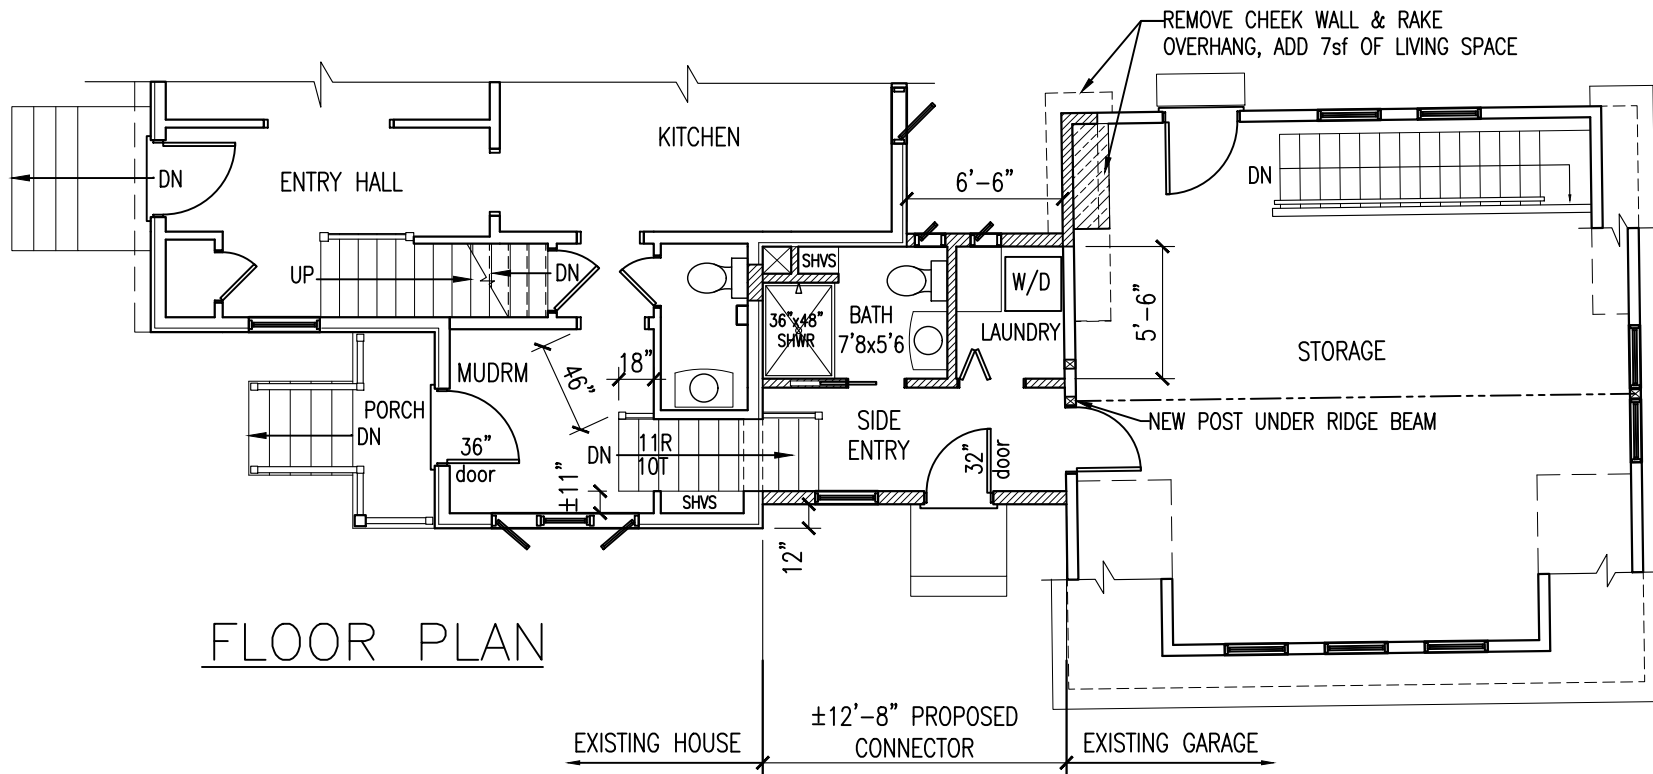 REMOVE CHEEK WALL & RAKE
OVERHANG, ADD 7sf OF LIVING SPACE
KITCHEN
6'-6"
DN
ENTRY HALL
DN
UP
DN
SHVS
W/D
36"x48"
SHWR
BATH
7'8x5'6
LAUNDRY
5'-6"
STORAGE
18"
46"
MUDRM
PORCH
DN
NEW POST UNDER RIDGE BEAM
SIDE
ENTRY
36"
door
DN
11R
10T
32"
door
±11"
SHVS
12"
FLOOR PLAN
±12'-8" PROPOSED
CONNECTOR
EXISTING HOUSE
EXISTING GARAGE